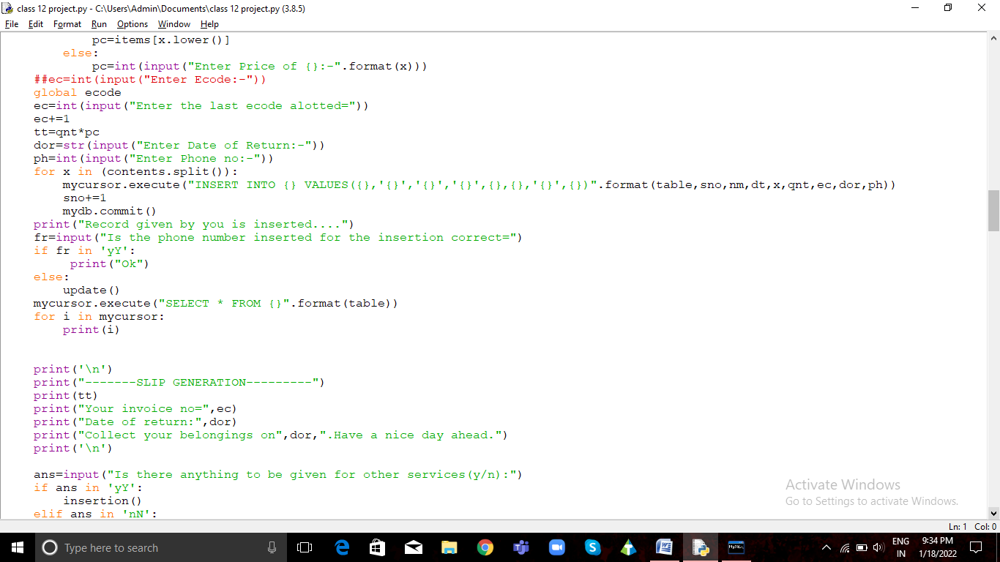 class 12 project.py - C:\Users\Admin\Documents\class 12 project.py (3.8.5)
File Edit Format Run Options Window Help
pc=items[x.lower()]
else:
pc=int(input("Enter Price of {}:-".format(x)))
##ec=int(input("Enter Ecode:-"))
global ecode
ec=int(input("Enter the last ecode alotted="))
ec+=1
tt=qnt*pc
dor=str(input("Enter Date of Return:-"))
ph=int(input("Enter Phone no:-"))
for x in (contents.split()):
mycursor.execute("INSERT INTO {} VALUES({},'{}','{}','{}',{},{},'{}',{})".format(table,sno,nm,dt,x,qnt,ec,dor,ph))
sno+=1
mydb.commit()
print("Record given by you is inserted....")
fr=input("Is the phone number inserted for the insertion correct=")
if fr in 'yY':
print("Ok")
else:
update()
mycursor.execute("SELECT * FROM {}".format(table))
for i in mycursor:
print(i)
print('\n')
print("-------SLIP GENERATION---------")
print(tt)
print("Your invoice no=",ec)
print("Date of return:",dor)
print("Collect your belongings on",dor,".Have a nice day ahead.")
print('\n')
ans=input("Is there anything to be given for other services(y/n):")
if ans in 'yY':
insertion()
elif ans in 'nN':
Activate Windows
Go to Settings to activate Windows.
Ln: 1 Col: 0
Type here to search
ENG
IN
9:34 PM
1/18/2022